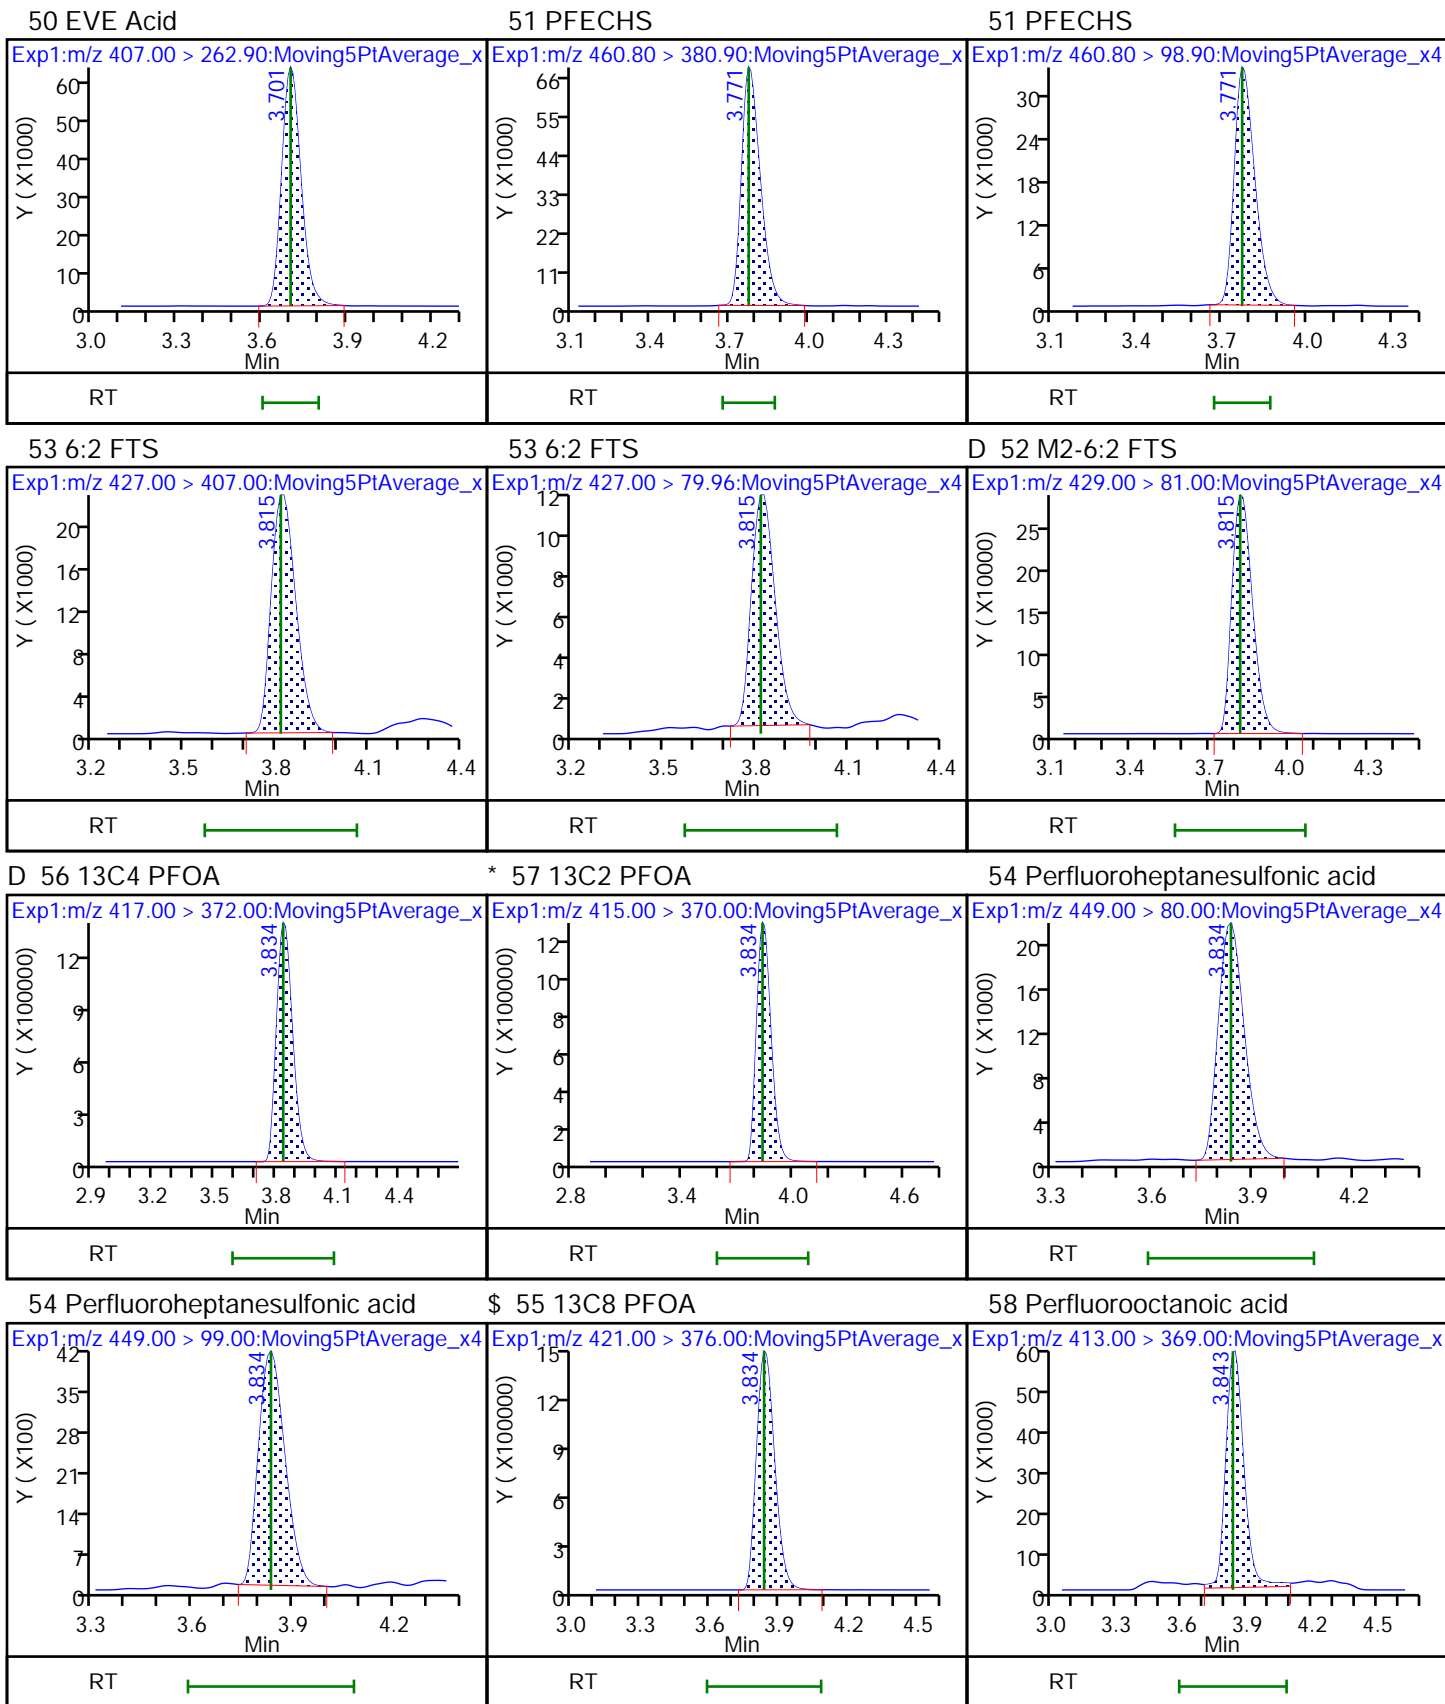 50 EVE Acid
Exp1:m/z 407.00 > 262.90:Moving5PtAverage_x
3.701
Y ( X1000)
60
50
40
30
20
10
0
3.0 3.3 3.6 3.9 4.2
Min
RT
51 PFECHS
Exp1:m/z 460.80 > 380.90:Moving5PtAverage_x
3.771
Y ( X1000)
66
55
44
33
22
11
0
3.1 3.4 3.7 4.0 4.3
Min
RT
51 PFECHS
Exp1:m/z 460.80 > 98.90:Moving5PtAverage_x4
3.771
Y ( X1000)
30
24
18
12
6
0
3.1 3.4 3.7 4.0 4.3
Min
RT
53 6:2 FTS
Exp1:m/z 427.00 > 407.00:Moving5PtAverage_x
3.815
Y ( X1000)
20
16
12
8
4
0
3.2 3.5 3.8 4.1 4.4
Min
RT
53 6:2 FTS
Exp1:m/z 427.00 > 79.96:Moving5PtAverage_x4
3.815
Y ( X1000)
12
10
8
6
4
2
0
3.2 3.5 3.8 4.1 4.4
Min
RT
D 52 M2-6:2 FTS
Exp1:m/z 429.00 > 81.00:Moving5PtAverage_x4
3.815
Y ( X10000)
25
20
15
10
5
0
3.1 3.4 3.7 4.0 4.3
Min
RT
D 56 13C4 PFOA
Exp1:m/z 417.00 > 372.00:Moving5PtAverage_x
3.834
Y ( X100000)
12
9
6
3
0
2.9 3.2 3.5 3.8 4.1 4.4
Min
RT
* 57 13C2 PFOA
Exp1:m/z 415.00 > 370.00:Moving5PtAverage_x
3.834
Y ( X100000)
12
10
8
6
4
2
0
2.8 3.4 4.0 4.6
Min
RT
54 Perfluoroheptanesulfonic acid
Exp1:m/z 449.00 > 80.00:Moving5PtAverage_x4
3.834
Y ( X1000)
20
16
12
8
4
0
3.3 3.6 3.9 4.2
Min
RT
54 Perfluoroheptanesulfonic acid
Exp1:m/z 449.00 > 99.00:Moving5PtAverage_x4
3.834
Y ( X100)
42
35
28
21
14
7
0
3.3 3.6 3.9 4.2
Min
RT
$ 55 13C8 PFOA
Exp1:m/z 421.00 > 376.00:Moving5PtAverage_x
3.834
Y ( X100000)
15
12
9
6
3
0
3.0 3.3 3.6 3.9 4.2 4.5
Min
RT
58 Perfluorooctanoic acid
Exp1:m/z 413.00 > 369.00:Moving5PtAverage_x
3.843
Y ( X1000)
60
50
40
30
20
10
0
3.0 3.3 3.6 3.9 4.2 4.5
Min
RT